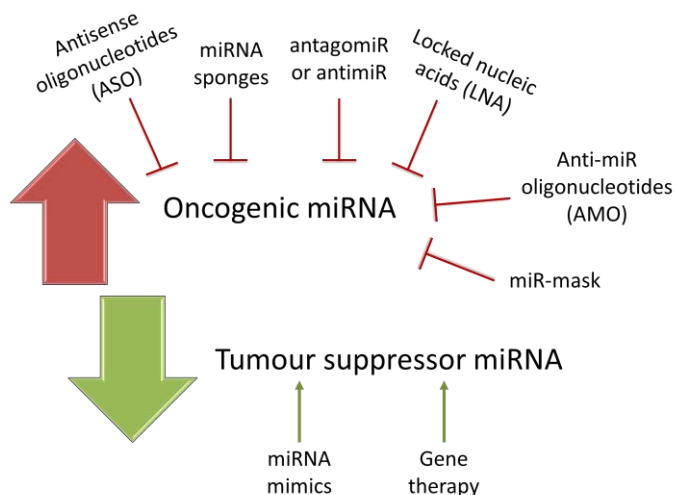 Antisense
oligonucleotides
(ASO)
miRNA
sponges
antagomiR
or antimiR
Locked nucleic
acids (LNA)
Anti-miR
oligonucleotides
(AMO)
Oncogenic miRNA
miR-mask
Tumour suppressor miRNA
miRNA
mimics
Gene
therapy